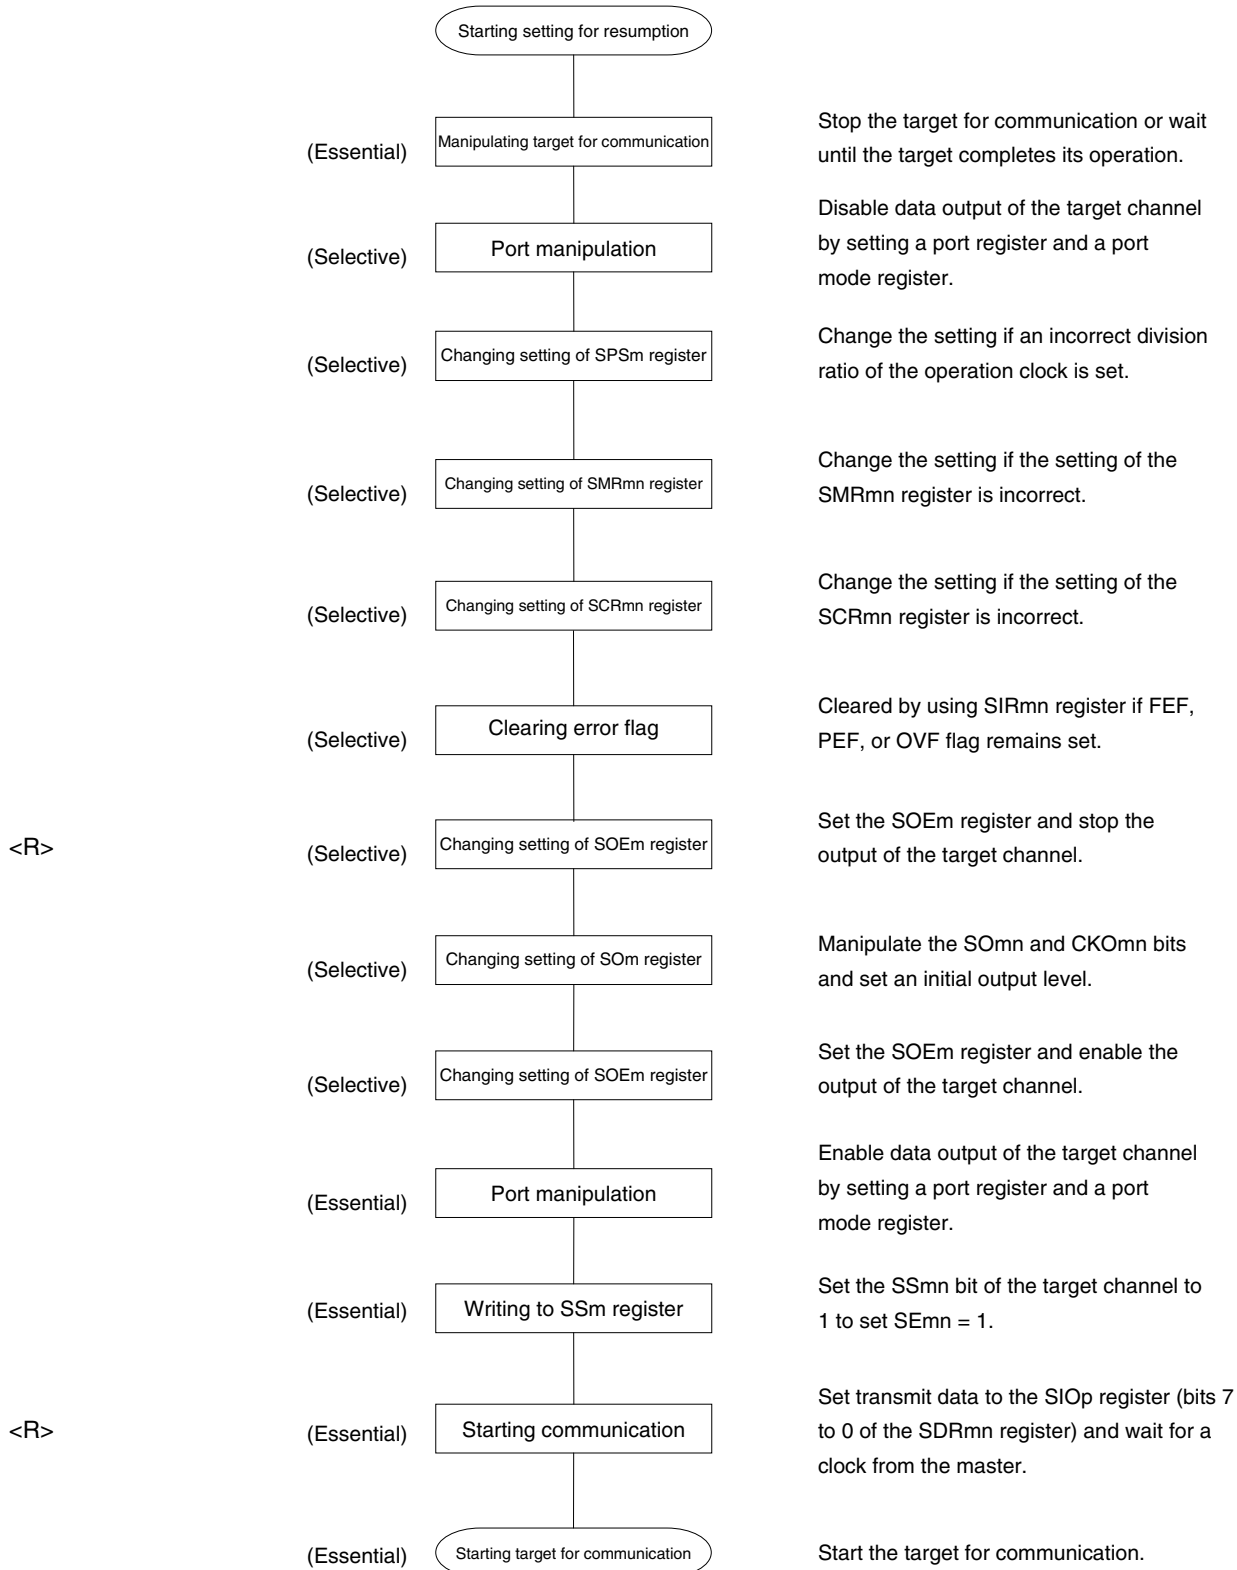 Starting setting for resumption
(Essential)
Manipulating target for communication
Stop the target for communication or wait
until the target completes its operation.
(Selective)
Port manipulation
Disable data output of the target channel
by setting a port register and a port
mode register.
(Selective)
Changing setting of SPSm register
Change the setting if an incorrect division
ratio of the operation clock is set.
(Selective)
Changing setting of SMRmn register
Change the setting if the setting of the
SMRmn register is incorrect.
(Selective)
Changing setting of SCRmn register
Change the setting if the setting of the
SCRmn register is incorrect.
(Selective)
Clearing error flag
Cleared by using SIRmn register if FEF,
PEF, or OVF flag remains set.
<R>
(Selective)
Changing setting of SOEm register
Set the SOEm register and stop the
output of the target channel.
(Selective)
Changing setting of SOm register
Manipulate the SOmn and CKOmn bits
and set an initial output level.
(Selective)
Changing setting of SOEm register
Set the SOEm register and enable the
output of the target channel.
(Essential)
Port manipulation
Enable data output of the target channel
by setting a port register and a port
mode register.
(Essential)
Writing to SSm register
Set the SSmn bit of the target channel to
1 to set SEmn = 1.
<R>
(Essential)
Starting communication
Set transmit data to the SIOp register (bits 7
to 0 of the SDRmn register) and wait for a
clock from the master.
(Essential)
Starting target for communication
Start the target for communication.